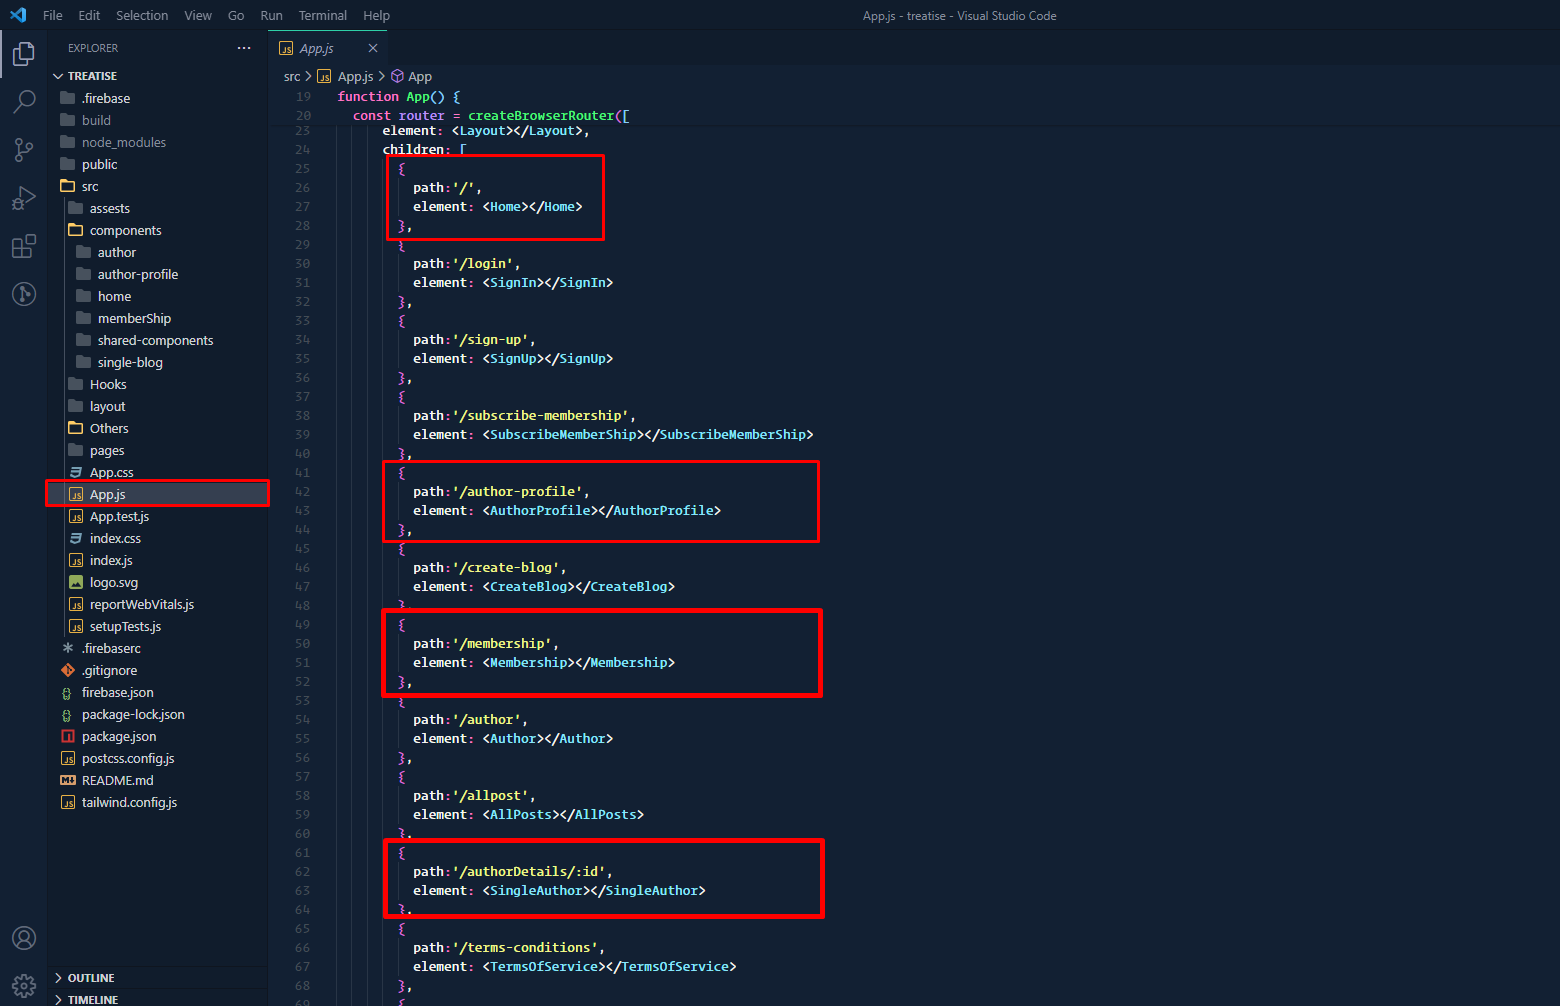 File Edit Selection View Go Run Terminal Help
App.js - treatise - Visual Studio Code
EXPLORER
TREATISE
.firebase
build
node_modules
public
src
assests
components
author
author-profile
home
memberShip
shared-components
single-blog
Hooks
layout
Others
pages
App.css
App.js
App.test.js
index.css
index.js
logo.svg
reportWebVitals.js
setupTests.js
.firebaserc
.gitignore
firebase.json
package-lock.json
package.json
postcss.config.js
README.md
tailwind.config.js
OUTLINE
TIMELINE
JS App.js
src > JS App.js > App
19 function App() {
20 const router = createBrowserRouter([
23 element: <Layout></Layout>,
24 children: [
25 {
26 path:'/',
27 element: <Home></Home>
28 },
29 {
30 path:'/login',
31 element: <SignIn></SignIn>
32 },
33 {
34 path:'/sign-up',
35 element: <SignUp></SignUp>
36 },
37 {
38 path:'/subscribe-membership',
39 element: <SubscribeMemberShip></SubscribeMemberShip>
40 },
41 {
42 path:'/author-profile',
43 element: <AuthorProfile></AuthorProfile>
44 },
45 {
46 path:'/create-blog',
47 element: <CreateBlog></CreateBlog>
48 },
49 {
50 path:'/membership',
51 element: <Membership></Membership>
52 },
53 {
54 path:'/author',
55 element: <Author></Author>
56 },
57 {
58 path:'/allpost',
59 element: <AllPosts></AllPosts>
60 },
61 {
62 path:'/authorDetails/:id',
63 element: <SingleAuthor></SingleAuthor>
64 },
65 {
66 path:'/terms-conditions',
67 element: <TermsOfService></TermsOfService>
68 },
69 {